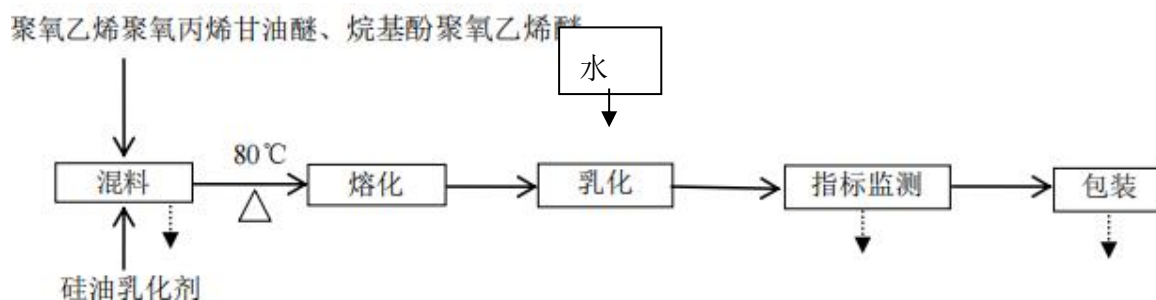 聚氧乙烯聚氧丙烯甘油醚、烷基酚聚氧乙烯醚
水
80℃
混料
熔化
乳化
指标监测
包装
硅油乳化剂